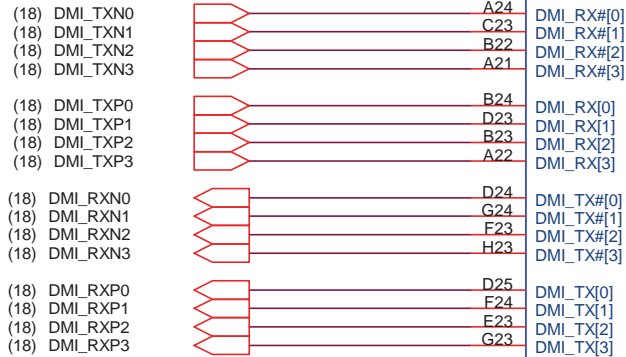 (18) DMI_TXN0 A24 DMI_RX#[0]
(18) DMI_TXN1 C23 DMI_RX#[1]
(18) DMI_TXN2 B22 DMI_RX#[2]
(18) DMI_TXN3 A21 DMI_RX#[3]
(18) DMI_TXP0 B24 DMI_RX[0]
(18) DMI_TXP1 D23 DMI_RX[1]
(18) DMI_TXP2 B23 DMI_RX[2]
(18) DMI_TXP3 A22 DMI_RX[3]
(18) DMI_RXN0 D24 DMI_TX#[0]
(18) DMI_RXN1 G24 DMI_TX#[1]
(18) DMI_RXN2 F23 DMI_TX#[2]
(18) DMI_RXN3 H23 DMI_TX#[3]
(18) DMI_RXP0 D25 DMI_TX[0]
(18) DMI_RXP1 F24 DMI_TX[1]
(18) DMI_RXP2 E23 DMI_TX[2]
(18) DMI_RXP3 G23 DMI_TX[3]